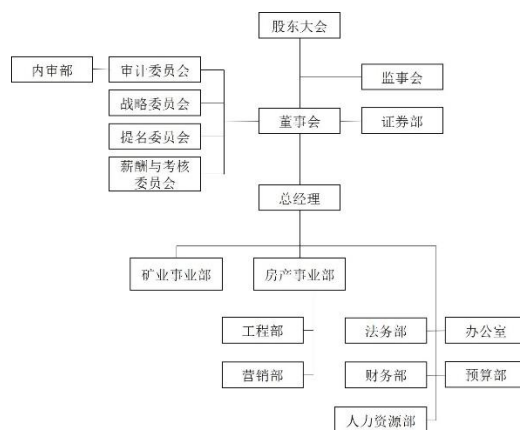 股东大会
内审部
审计委员会
监事会
战略委员会
董事会
证券部
提名委员会
薪酬与考核
委员会
总经理
矿业事业部
房产事业部
工程部
法务部
办公室
营销部
财务部
预算部
人力资源部